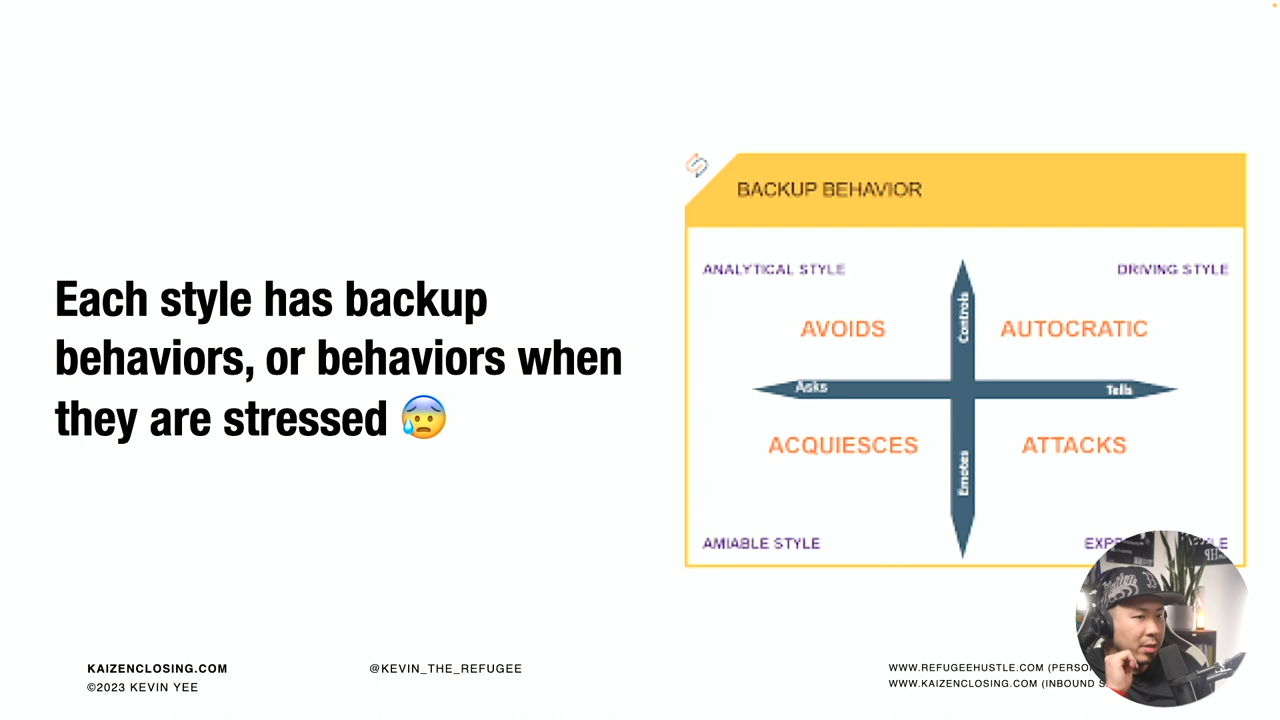 Each style has backup
behaviors, or behaviors when
they are stressed 😰
BACKUP BEHAVIOR
ANALYTICAL STYLE
DRIVING STYLE
AVOIDS
AUTOCRATIC
Controls
Asks
Tells
ACQUIESCES
ATTACKS
Emotes
AMIABLE STYLE
KAIZENCLOSING.COM
©2023 KEVIN YEE
@KEVIN_THE_REFUGEE
WWW.REFUGEEHUSTLE.COM
WWW.KAIZENCLOSING.COM (INBOUND